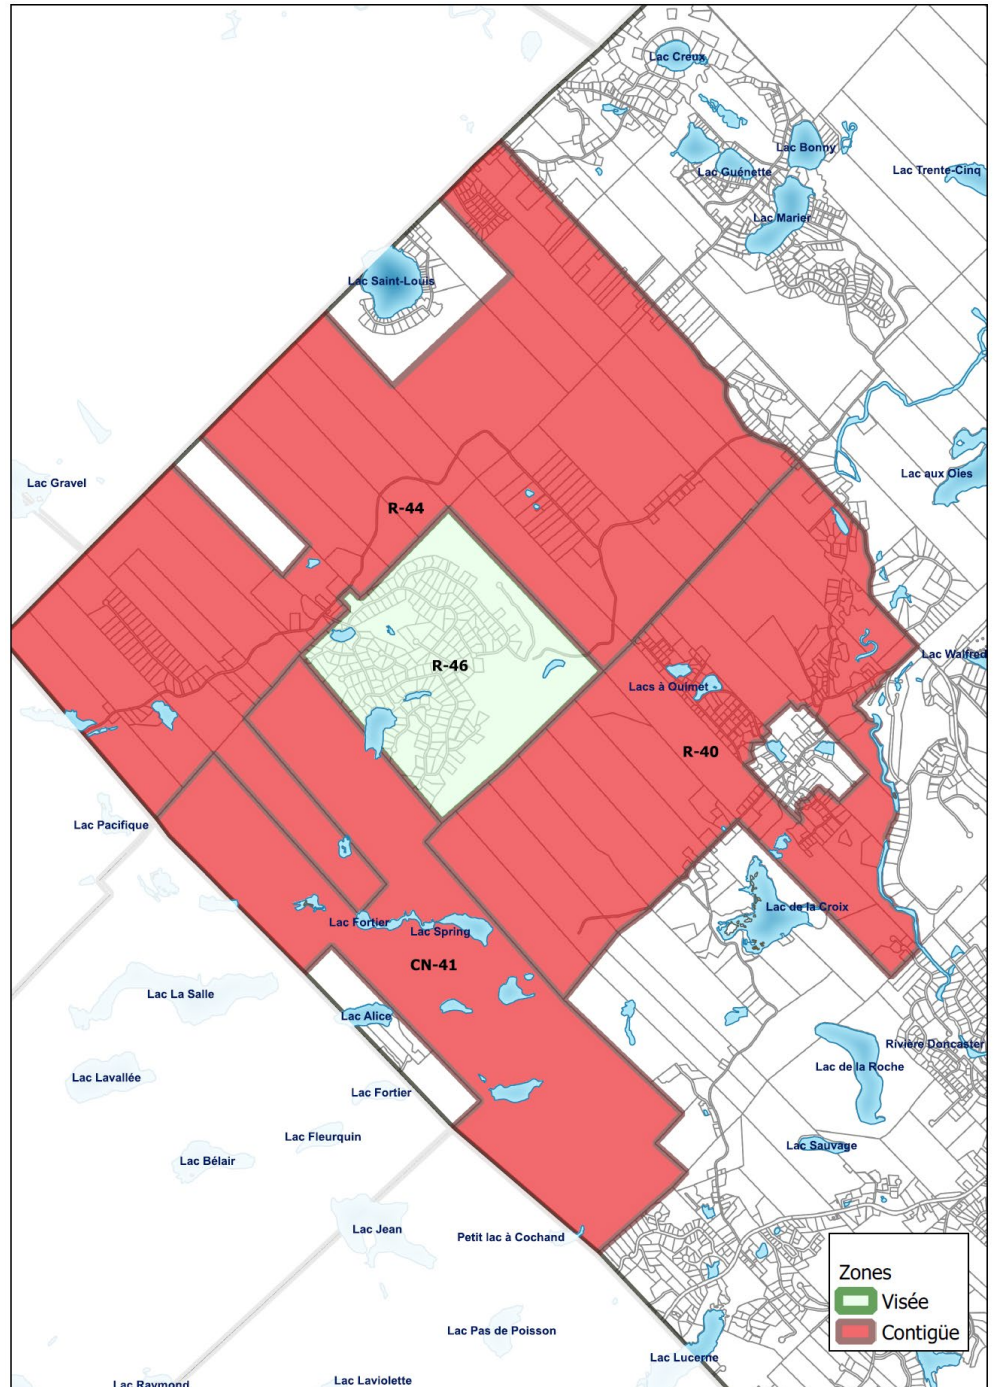 Lac Creux
Lac Bonny
Lac Guénette
Lac Trente-Cinq
Lac Marier
Lac Saint-Louis
Lac aux Oies
Lac Gravel
R-44
Lac Walfred
R-46
Lacs à Ouimet
R-40
Lac Pacifique
Lac de la Croix
Lac Fortier
Lac Spring
CN-41
Lac La Salle
Lac Alice
Rivière Doncaster
Lac de la Roche
Lac Lavallée
Lac Fortier
Lac Fleurquin
Lac Sauvage
Lac Bélair
Lac Jean
Petit lac à Cochand
Zones
Visée
Contigüe
Lac Pas de Poisson
Lac Lucerne
Lac Raymond
Lac Laviolette